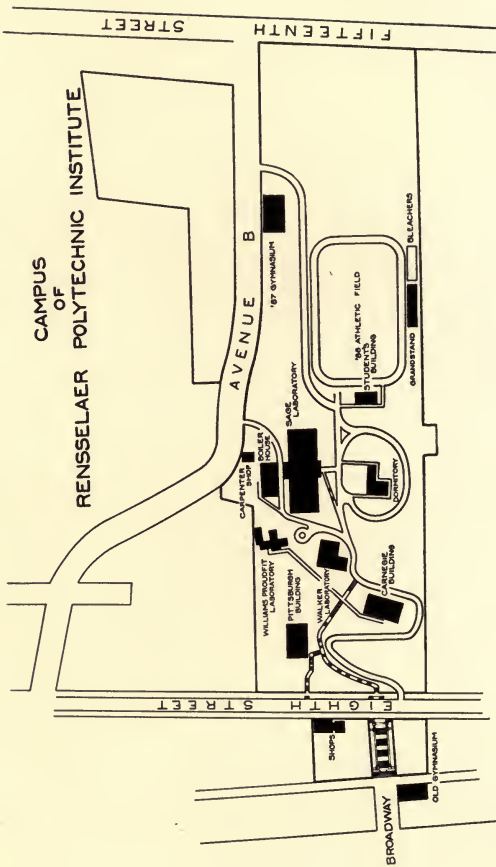 CAMPUS
OF
RENSSELAER POLYTECHNIC INSTITUTE
FIFTEENTH STREET
AVENUE B
'87 GYMNASIUM
BLEACHERS
GRANDSTAND
'86 ATHLETIC FIELD
STUDENT'S
BUILDING
SAGE
LABORATORY
DORMITORY
BOILER
HOUSE
CARPENTER
SHOP
WILLIAMS PROUDFIT
LABORATORY
PITTSBURGH
BUILDING
WALKER
LABORATORY
CARNEGIE
BUILDING
EIGHTH STREET
SHOPS
OLD GYMNASIUM
BROADWAY